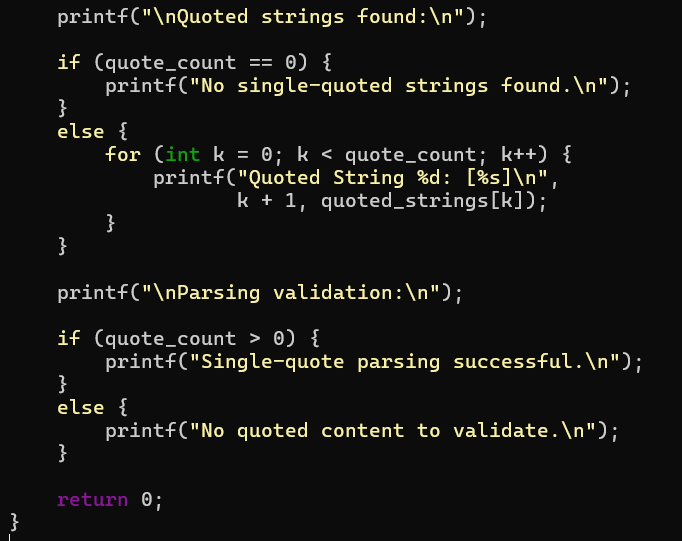 printf("\nQuoted strings found:\n");

    if (quote_count == 0) {
        printf("No single-quoted strings found.\n");
    }
    else {
        for (int k = 0; k < quote_count; k++) {
            printf("Quoted String %d: [%s]\n",
                   k + 1, quoted_strings[k]);
        }
    }

    printf("\nParsing validation:\n");

    if (quote_count > 0) {
        printf("Single-quote parsing successful.\n");
    }
    else {
        printf("No quoted content to validate.\n");
    }

    return 0;
}